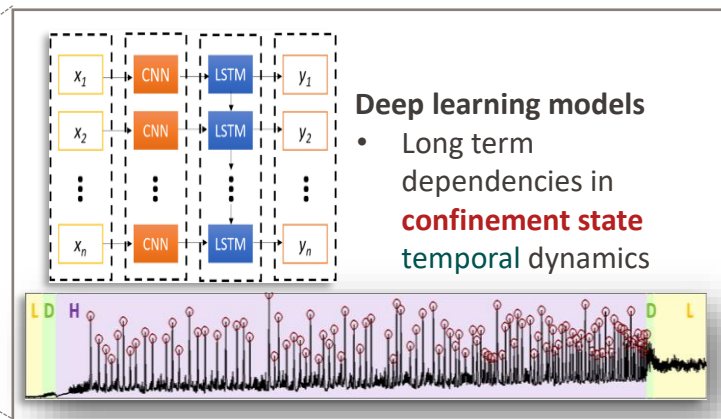 x1 CNN LSTM y1
x2 CNN LSTM y2
xn CNN LSTM yn
Deep learning models
• Long term
dependencies in
confinement state
temporal dynamics
L D H D L